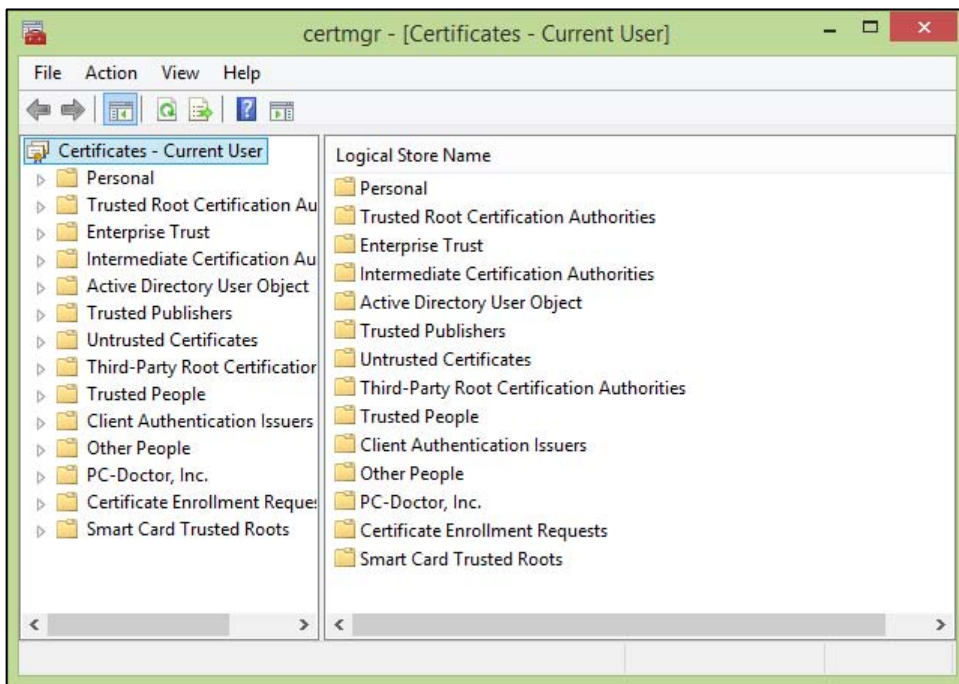 certmgr - [Certificates - Current User]
File Action View Help
Certificates - Current User
Personal
Trusted Root Certification Au
Enterprise Trust
Intermediate Certification Au
Active Directory User Object
Trusted Publishers
Untrusted Certificates
Third-Party Root Certification
Trusted People
Client Authentication Issuers
Other People
PC-Doctor, Inc.
Certificate Enrollment Reques
Smart Card Trusted Roots
Logical Store Name
Personal
Trusted Root Certification Authorities
Enterprise Trust
Intermediate Certification Authorities
Active Directory User Object
Trusted Publishers
Untrusted Certificates
Third-Party Root Certification Authorities
Trusted People
Client Authentication Issuers
Other People
PC-Doctor, Inc.
Certificate Enrollment Requests
Smart Card Trusted Roots